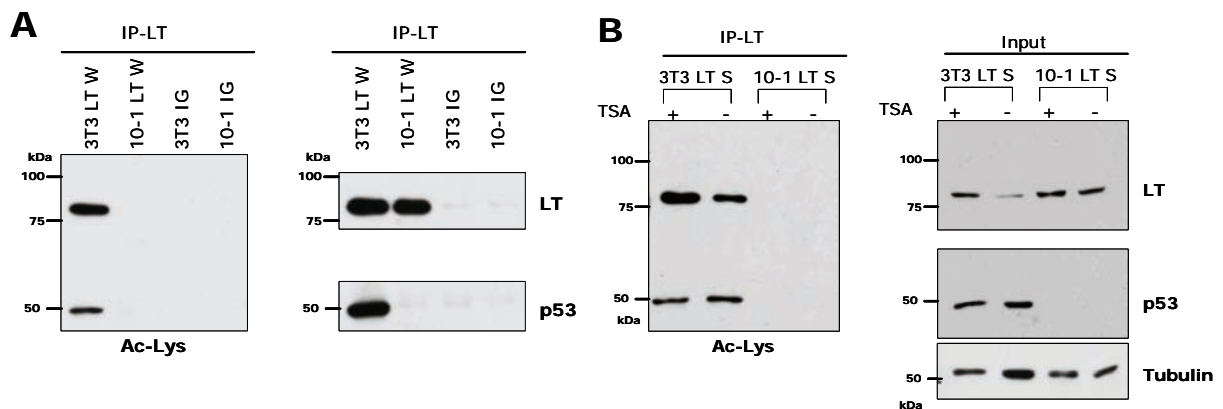 A
IP-LT
3T3 LT W
10-1 LT W
3T3 IG
10-1 IG
kDa
100
75
50
Ac-Lys
IP-LT
3T3 LT W
10-1 LT W
3T3 IG
10-1 IG
kDa
100
75
LT
50
p53
B
IP-LT
3T3 LT S 10-1 LT S
TSA + - + -
100
75
50
kDa
Ac-Lys
Input
3T3 LT S 10-1 LT S
TSA + - + -
100
75
LT
50
p53
50
Tubulin
kDa